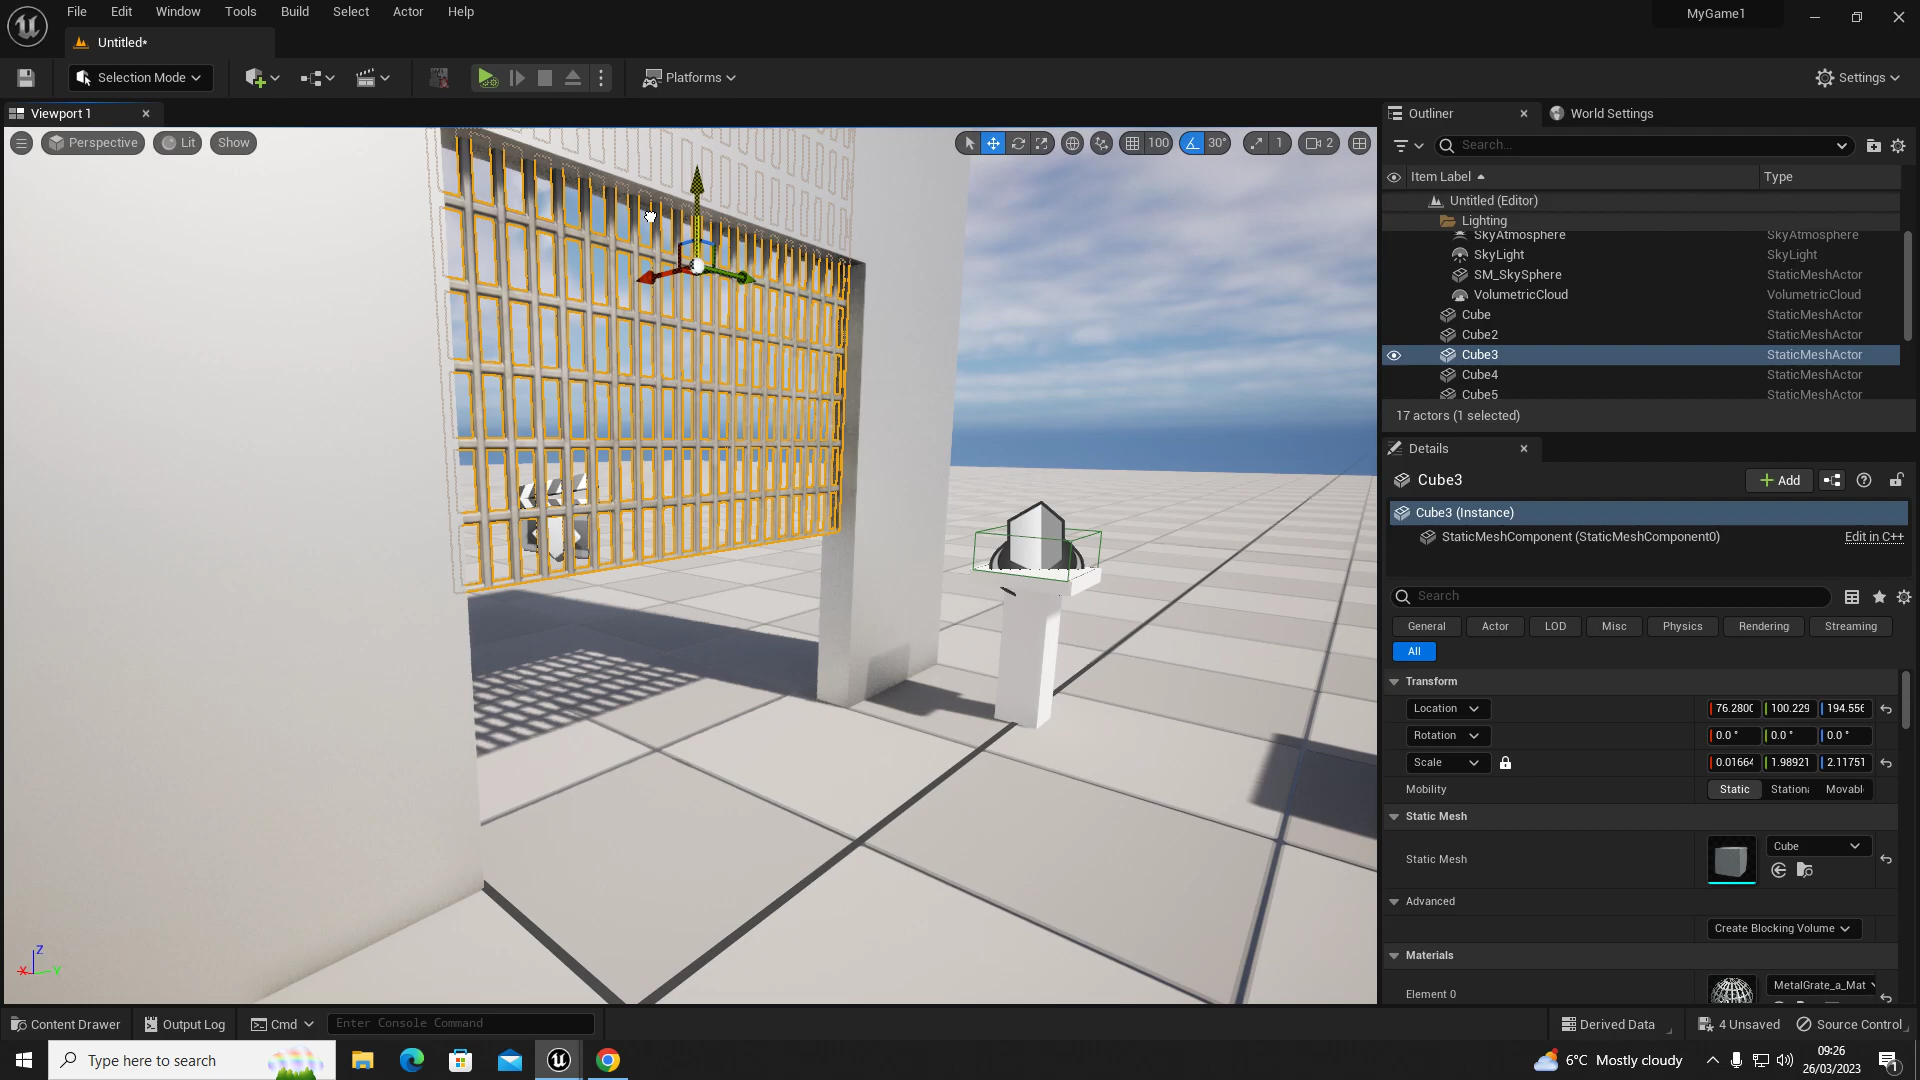 File Edit Window Tools Build Select Actor Help
MyGame1
Untitled*
Selection Mode
Platforms
Settings
Viewport 1
Perspective
Lit
Show
100
30°
1
2
Outliner
World Settings
Search...
Item Label
Type
Untitled (Editor)
Lighting
SkyAtmosphere SkyAtmosphere
SkyLight SkyLight
SM_SkySphere StaticMeshActor
VolumetricCloud VolumetricCloud
Cube StaticMeshActor
Cube2 StaticMeshActor
Cube3 StaticMeshActor
Cube4 StaticMeshActor
Cube5 StaticMeshActor
17 actors (1 selected)
Details
Cube3
Add
Cube3 (Instance)
StaticMeshComponent (StaticMeshComponent0)
Edit in C++
Search
General Actor LOD Misc Physics Rendering Streaming
All
Transform
Location 76.2800 100.229 194.556
Rotation 0.0 ° 0.0 ° 0.0 °
Scale 0.01664 1.98921 2.11751
Mobility Static Station Movabl
Static Mesh
Static Mesh Cube
Advanced
Create Blocking Volume
Materials
Element 0 MetalGrate_a_Mat
X Z Y
Content Drawer Output Log Cmd Enter Console Command
Derived Data 4 Unsaved Source Control
Type here to search
6°C Mostly cloudy
09:26
26/03/2023
1